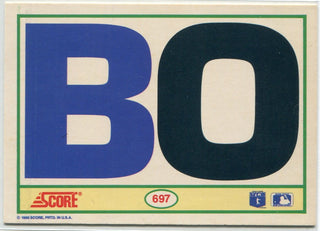 BO
SCORE
697
© 1990 SCORE, PRTD. IN U.S.A.